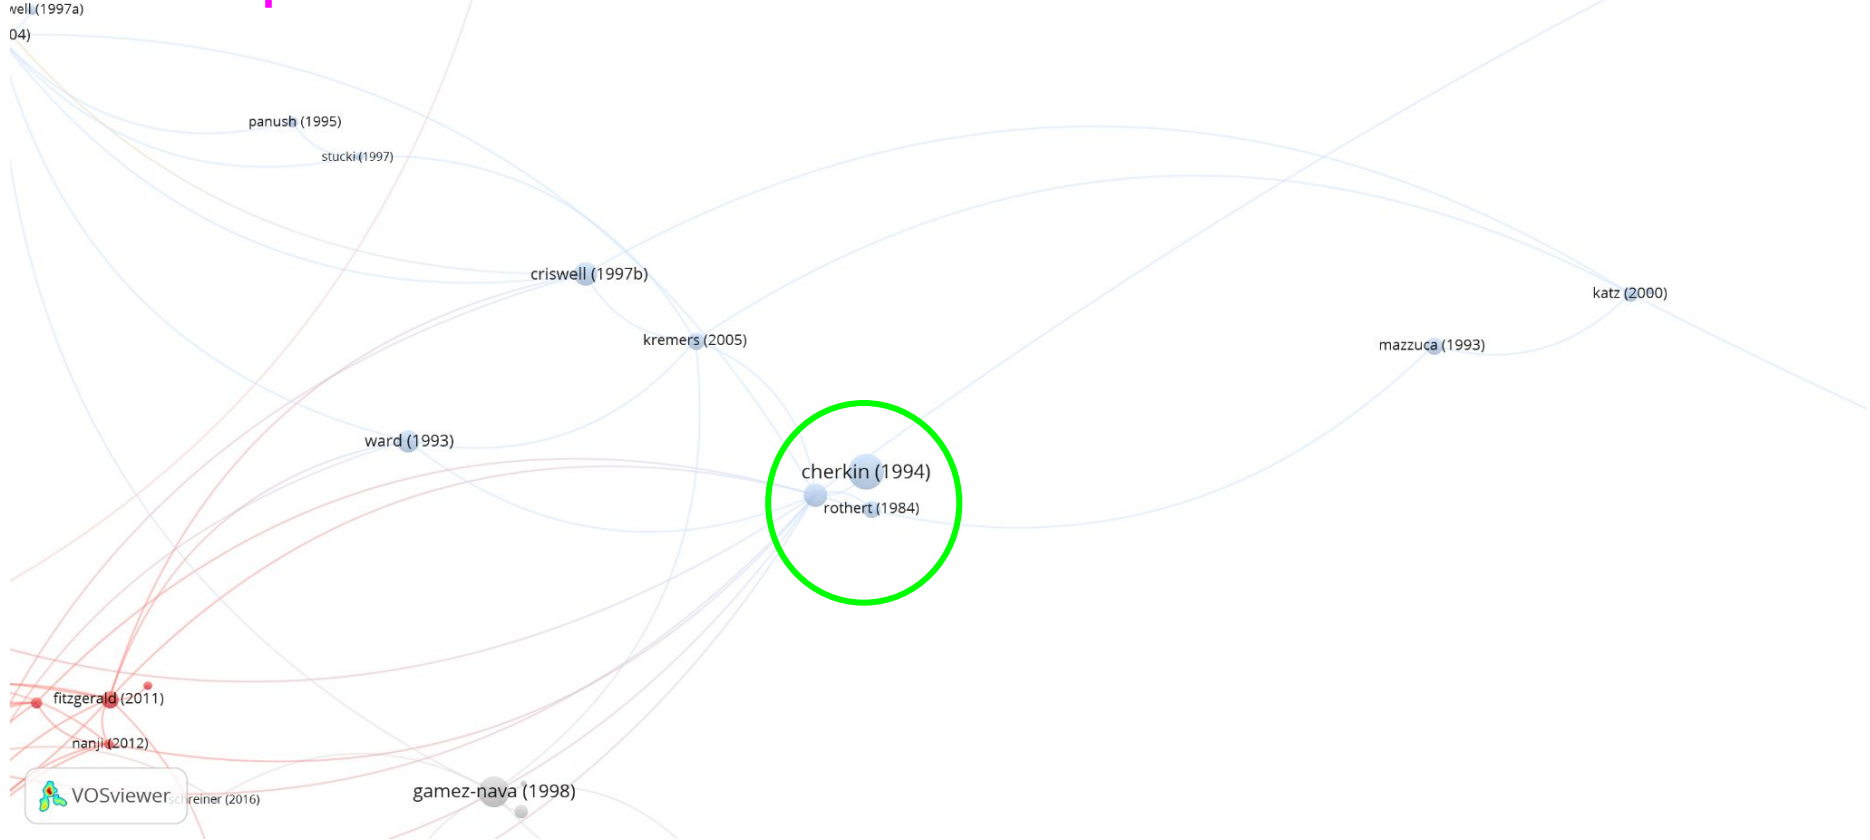 well (1997a)
04)
panush (1995)
stucki (1997)
criswell (1997b)
katz (2000)
kremers (2005)
mazzuca (1993)
ward (1993)
cherkin (1994)
rothert (1984)
fitzgerald (2011)
nanji (2012)
gamez-nava (1998)
VOSviewer
schreiner (2016)